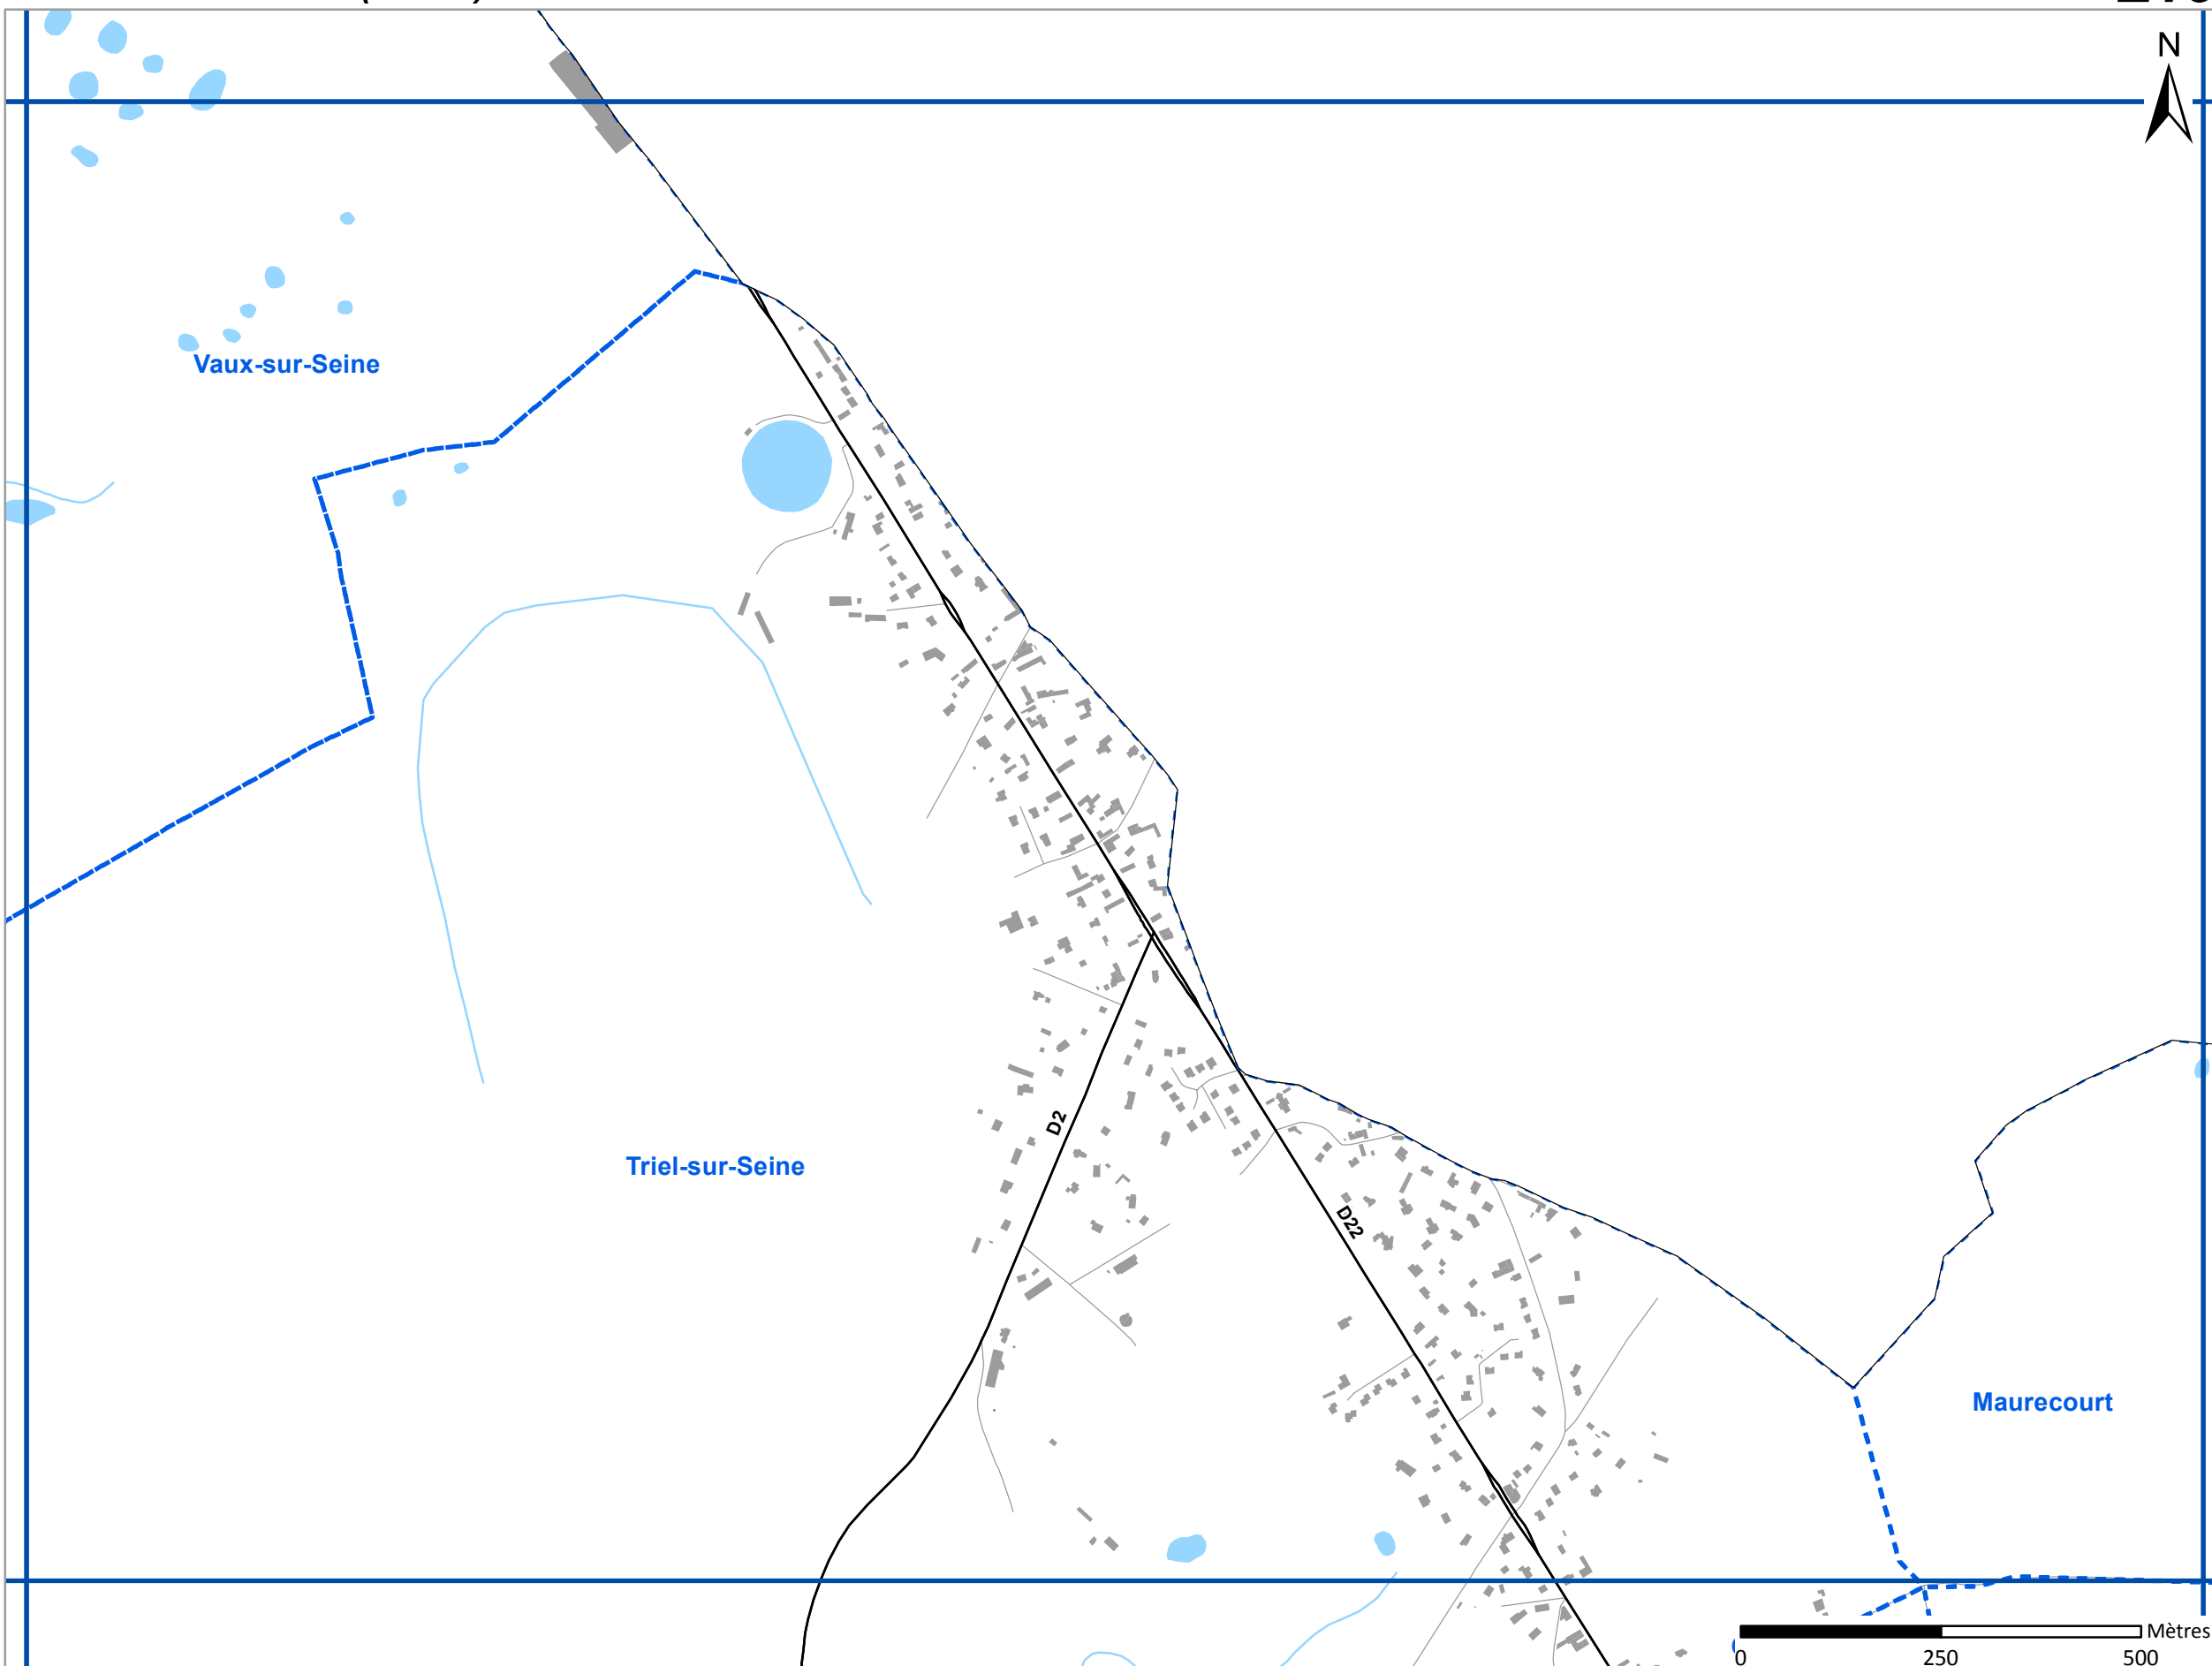 N
Vaux-sur-Seine
D2
Triel-sur-Seine
D22
Maurecourt
Mètres
0 250 500